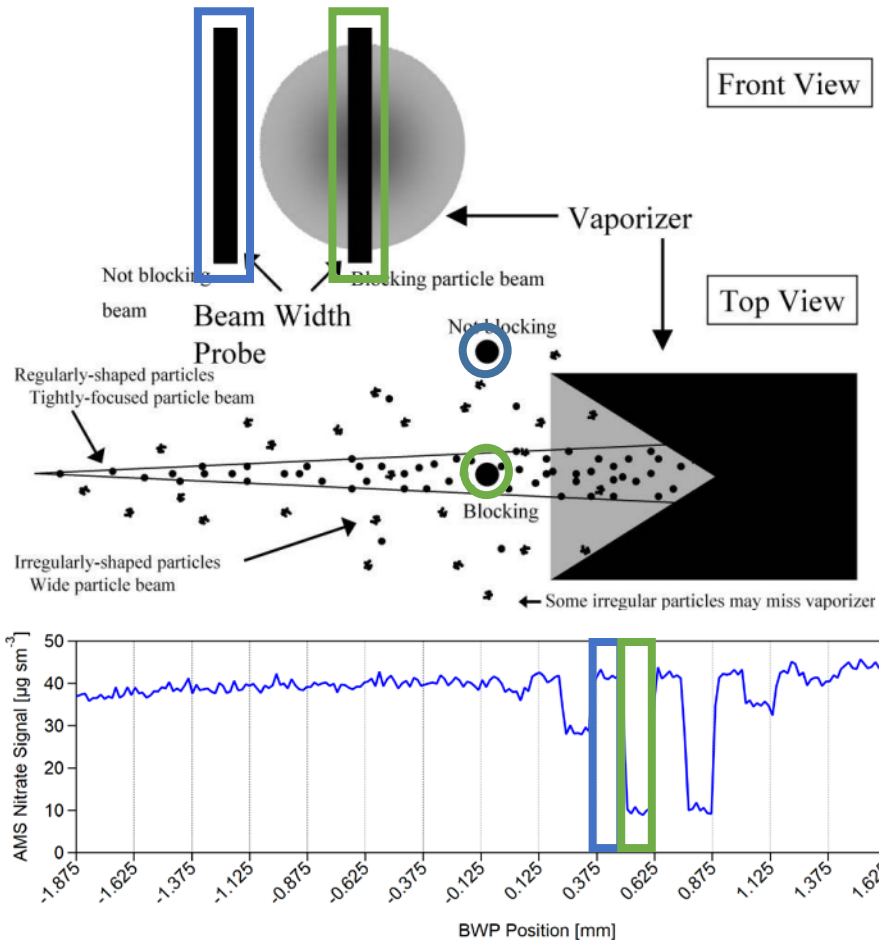 Front View
Vaporizer
Not blocking
beam
Blocking particle beam
Beam Width
Probe
Top View
Not blocking
Regularly-shaped particles
Tightly-focused particle beam
Blocking
Irregularly-shaped particles
Wide particle beam
Some irregular particles may miss vaporizer
AMS Nitrate Signal [µg sm⁻³]
50
40
30
20
10
0
-1.875
-1.625
-1.375
-1.125
-0.875
-0.625
-0.375
-0.125
0.125
0.375
0.625
0.875
1.125
1.375
1.625
BWP Position [mm]